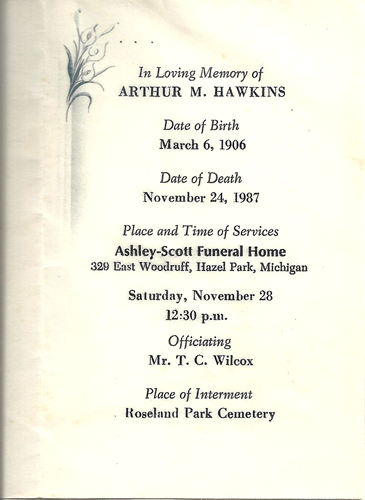 In Loving Memory of
ARTHUR M. HAWKINS
Date of Birth
March 6, 1906
Date of Death
November 24, 1987
Place and Time of Services
Ashley-Scott Funeral Home
329 East Woodruff, Hazel Park, Michigan
Saturday, November 28
12:30 p.m.
Officiating
Mr. T. C. Wilcox
Place of Interment
Roseland Park Cemetery